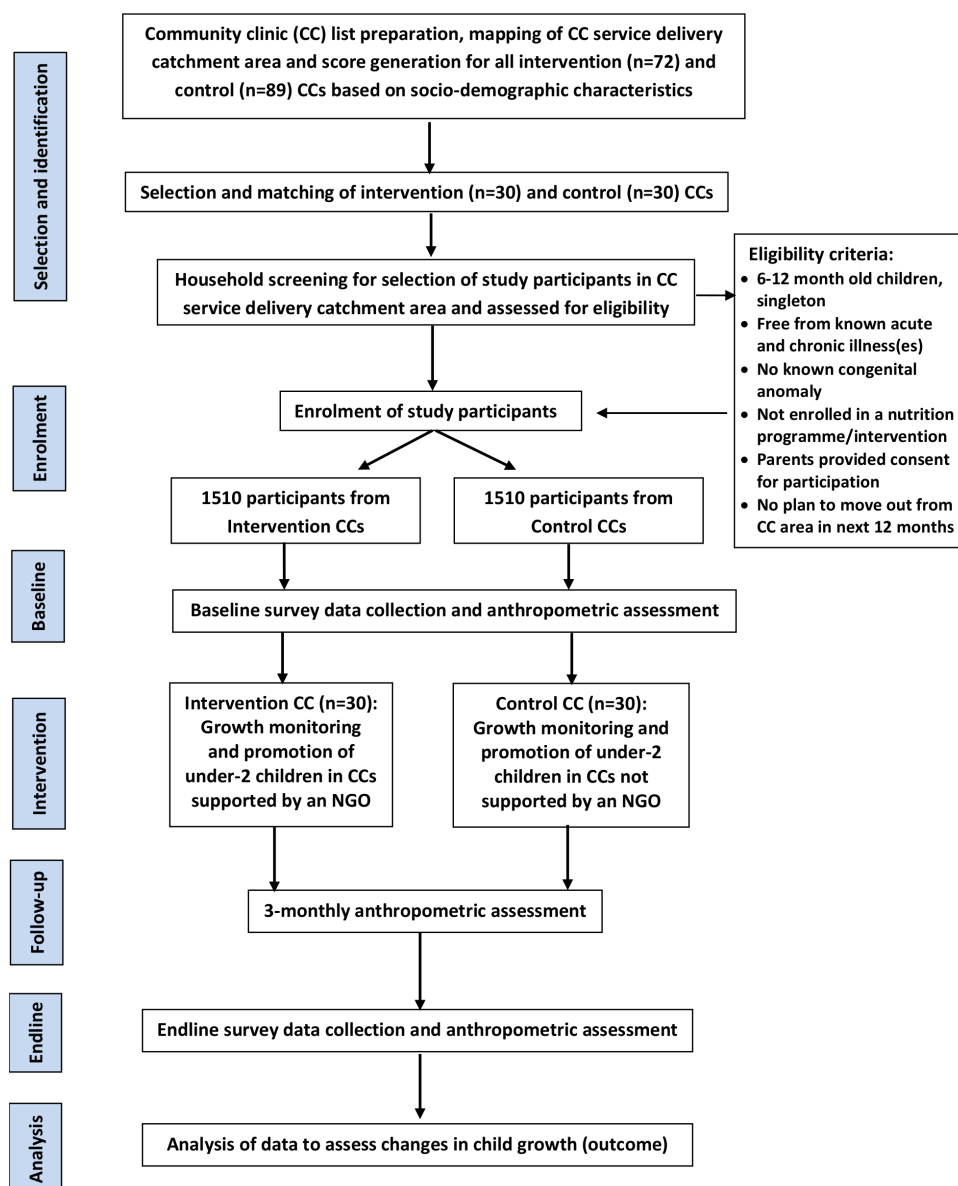 Selection and identification
Community clinic (CC) list preparation, mapping of CC service delivery
catchment area and score generation for all intervention (n=72) and
control (n=89) CCs based on socio-demographic characteristics
Selection and matching of intervention (n=30) and control (n=30) CCs
Household screening for selection of study participants in CC
service delivery catchment area and assessed for eligibility
Eligibility criteria:
• 6-12 month old children,
singleton
• Free from known acute
and chronic illness(es)
• No known congenital
anomaly
• Not enrolled in a nutrition
programme/intervention
• Parents provided consent
for participation
• No plan to move out from
CC area in next 12 months
Enrolment
Enrolment of study participants
1510 participants from
Intervention CCs
1510 participants from
Control CCs
Baseline
Baseline survey data collection and anthropometric assessment
Intervention
Intervention CC (n=30):
Growth monitoring
and promotion of
under-2 children in CCs
supported by an NGO
Control CC (n=30):
Growth monitoring and
promotion of under-2
children in CCs not
supported by an NGO
Follow-up
3-monthly anthropometric assessment
Endline
Endline survey data collection and anthropometric assessment
Analysis
Analysis of data to assess changes in child growth (outcome)